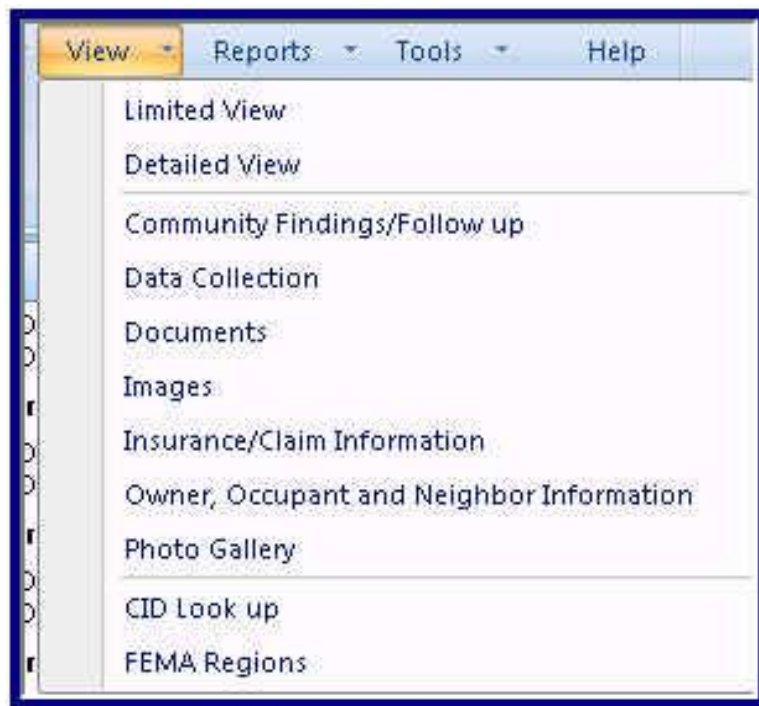 View Reports Tools Help
Limited View
Detailed View
Community Findings/Follow up
Data Collection
Documents
Images
Insurance/Claim Information
Owner, Occupant and Neighbor Information
Photo Gallery
CID Look up
FEMA Regions